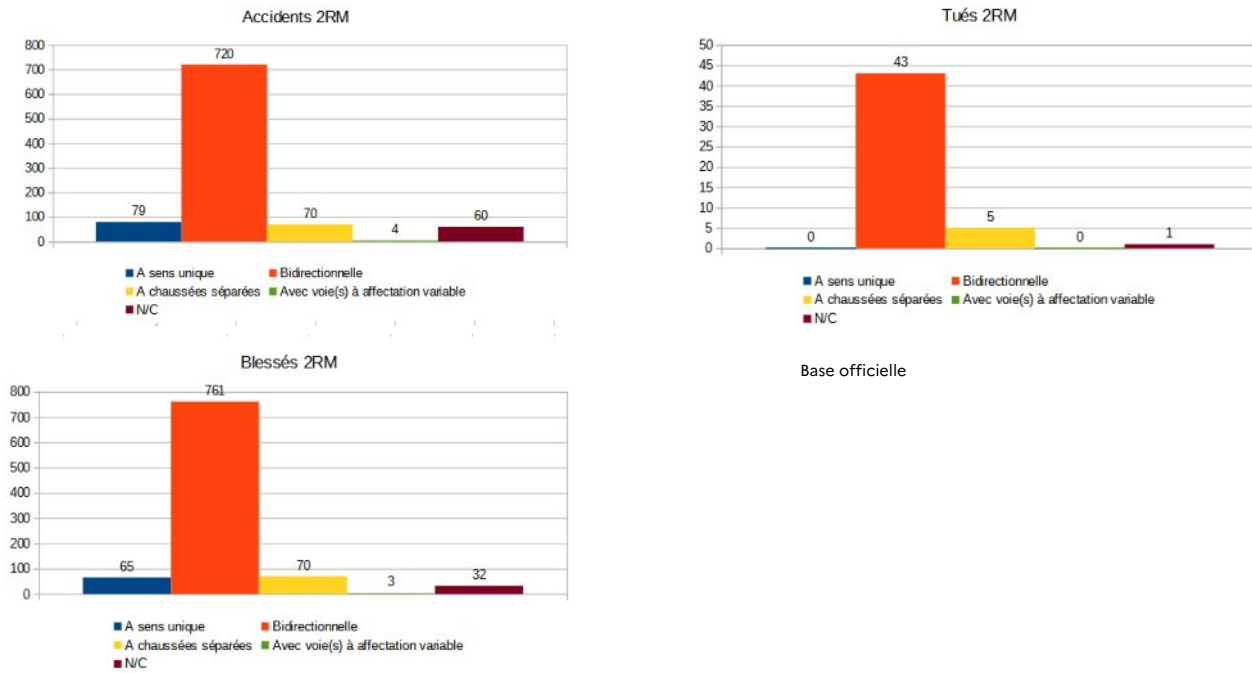 Accidents 2RM
800
700
600
500
400
300
200
100
0
79
720
70
4
60
A sens unique
Bidirectionnelle
A chaussées séparées
Avec voie(s) à affectation variable
N/C
Tués 2RM
50
45
40
35
30
25
20
15
10
5
0
0
43
5
0
1
A sens unique
Bidirectionnelle
A chaussées séparées
Avec voie(s) à affectation variable
N/C
Blessés 2RM
800
700
600
500
400
300
200
100
0
65
761
70
3
32
A sens unique
Bidirectionnelle
A chaussées séparées
Avec voie(s) à affectation variable
N/C
Base officielle